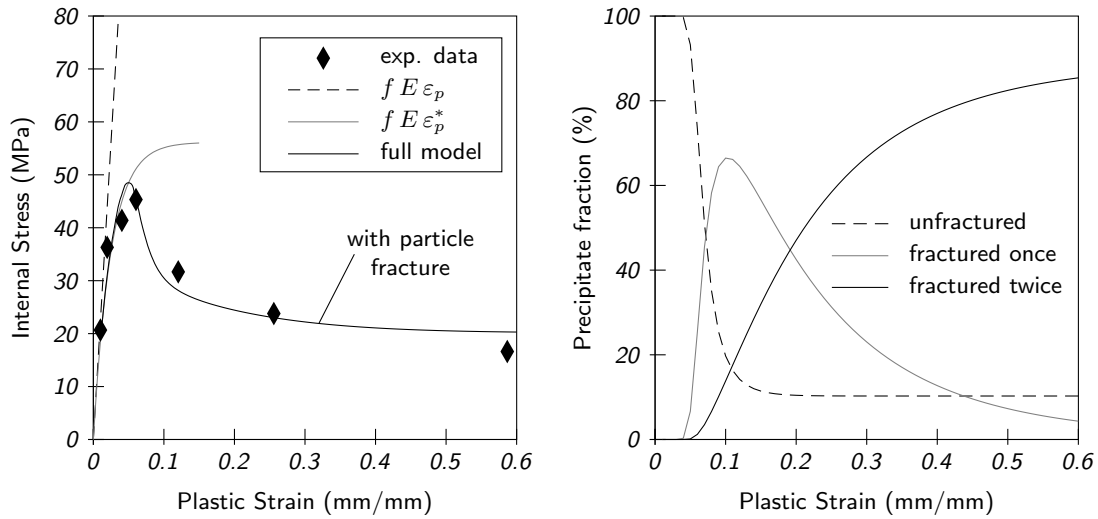 80
70
60
50
40
30
20
10
0
Internal Stress (MPa)
exp. data
f E εp
f E εp*
full model
with particle
fracture
0 0.1 0.2 0.3 0.4 0.5 0.6
Plastic Strain (mm/mm)
100
80
60
40
20
0
Precipitate fraction (%)
unfractured
fractured once
fractured twice
0 0.1 0.2 0.3 0.4 0.5 0.6
Plastic Strain (mm/mm)